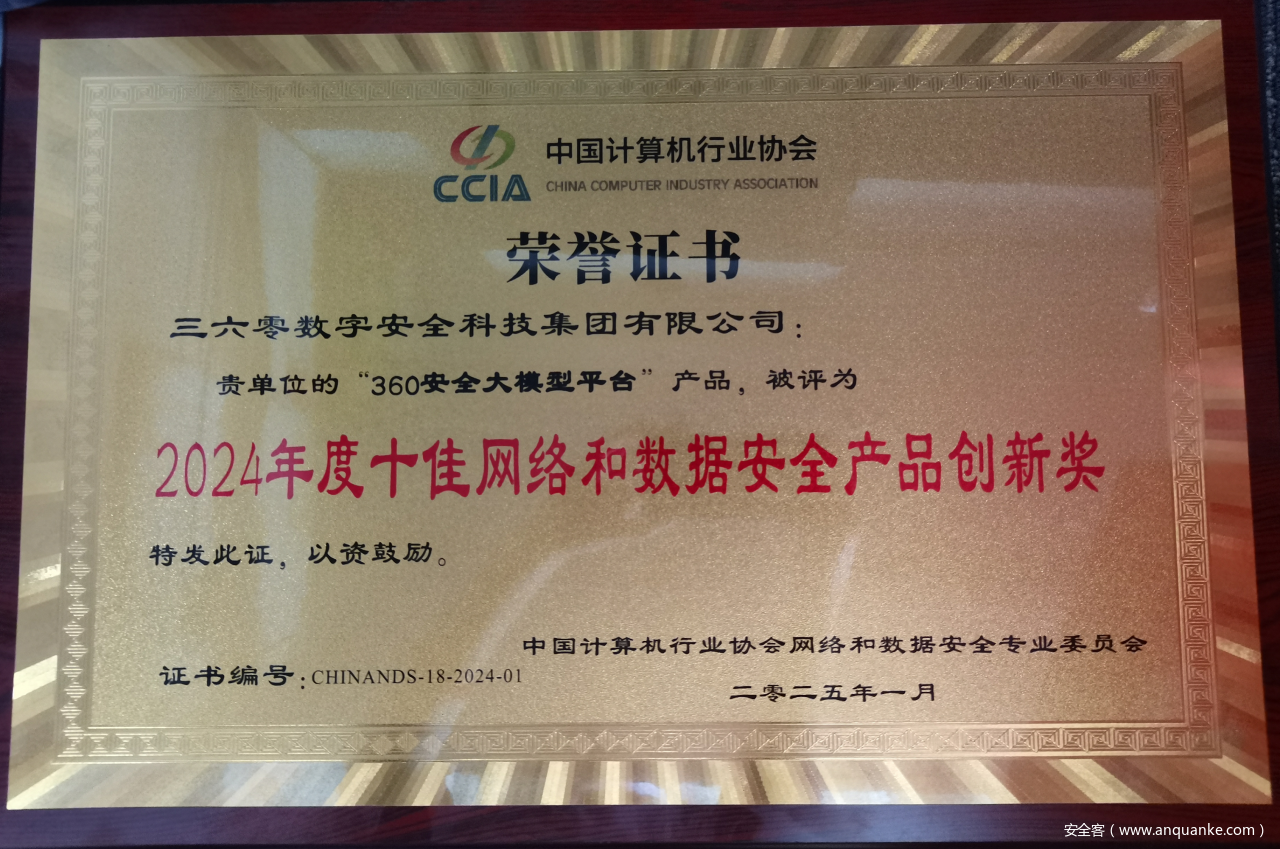 中国计算机行业协会
CCIA
CHINA COMPUTER INDUSTRY ASSOCIATION
荣誉证书
三六零数字安全科技集团有限公司：
贵单位的“360安全大模型平台”产品，被评为
2024年度十佳网络和数据安全产品创新奖
特发此证，以资鼓励。
中国计算机行业协会网络和数据安全专业委员会
证书编号：CHINANDS-18-2024-01
二零二五年一月
安全客（www.anquanke.com）